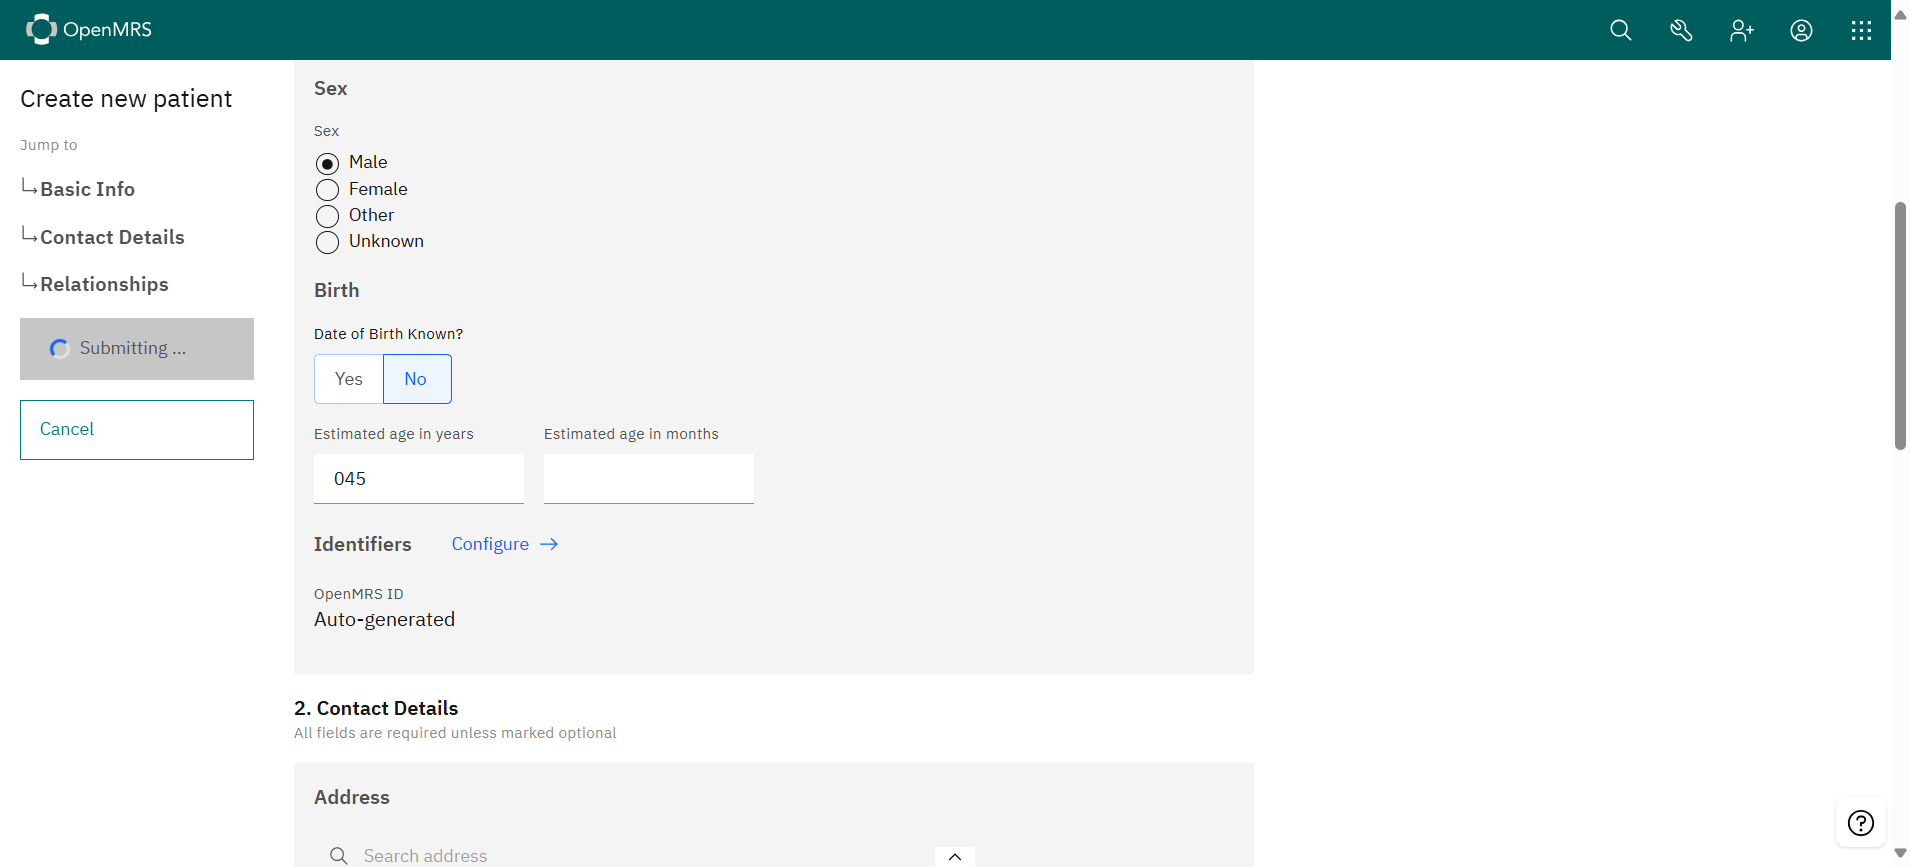 OpenMRS
Create new patient
Jump to
Basic Info
Contact Details
Relationships
Submitting ...
Cancel
Sex
Sex
Male
Female
Other
Unknown
Birth
Date of Birth Known?
Yes No
Estimated age in years Estimated age in months
045
Identifiers Configure
OpenMRS ID
Auto-generated
2. Contact Details
All fields are required unless marked optional
Address
Search address